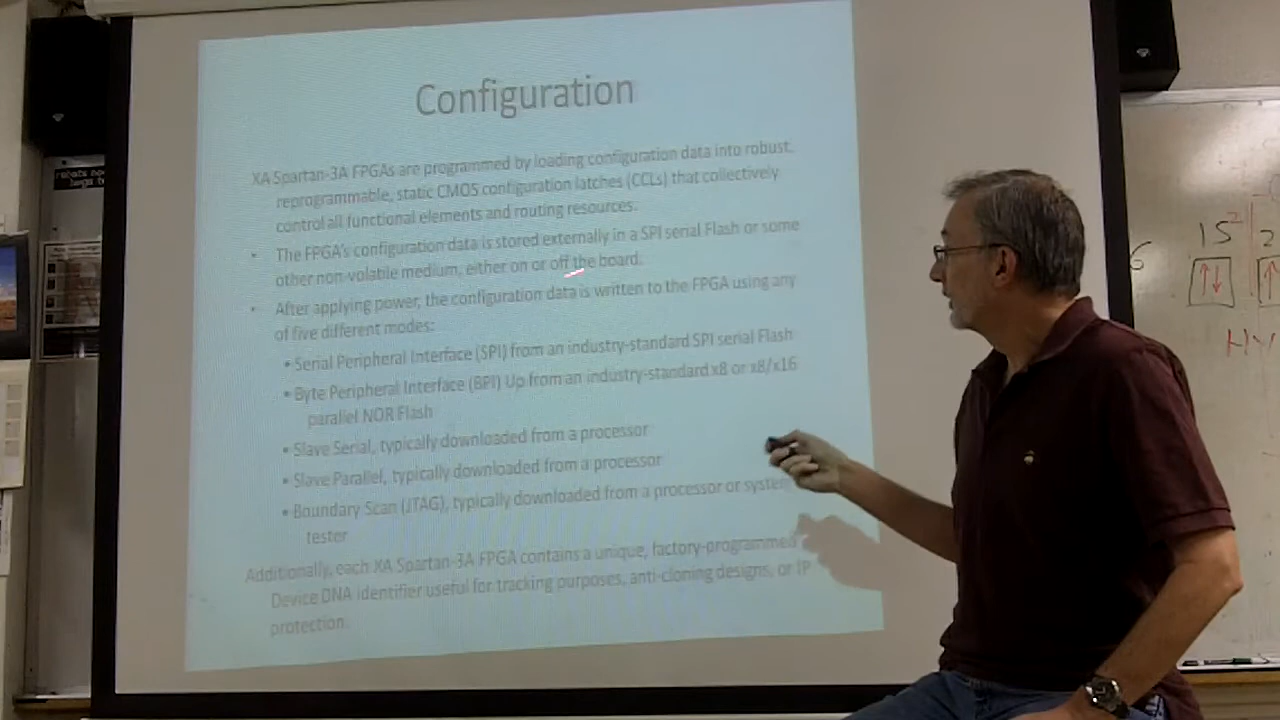 Configuration
XA Spartan-3A FPGAs are programmed by loading configuration data into robust,
reprogrammable, static CMOS configuration latches (CCLs) that collectively
control all functional elements and routing resources.
• The FPGA's configuration data is stored externally in a SPI serial Flash or some
other non-volatile medium, either on or off the board.
• After applying power, the configuration data is written to the FPGA using any
of five different modes:
• Serial Peripheral Interface (SPI) from an industry-standard SPI serial Flash
• Byte Peripheral Interface (BPI) Up from an industry-standard x8 or x8/x16
parallel NOR Flash
• Slave Serial, typically downloaded from a processor
• Slave Parallel, typically downloaded from a processor
• Boundary Scan (JTAG), typically downloaded from a processor or system
tester
Additionally, each XA Spartan-3A FPGA contains a unique, factory-programmed
Device DNA identifier useful for tracking purposes, anti-cloning designs, or IP
protection.
6
1S² 2
↑↓ ↑